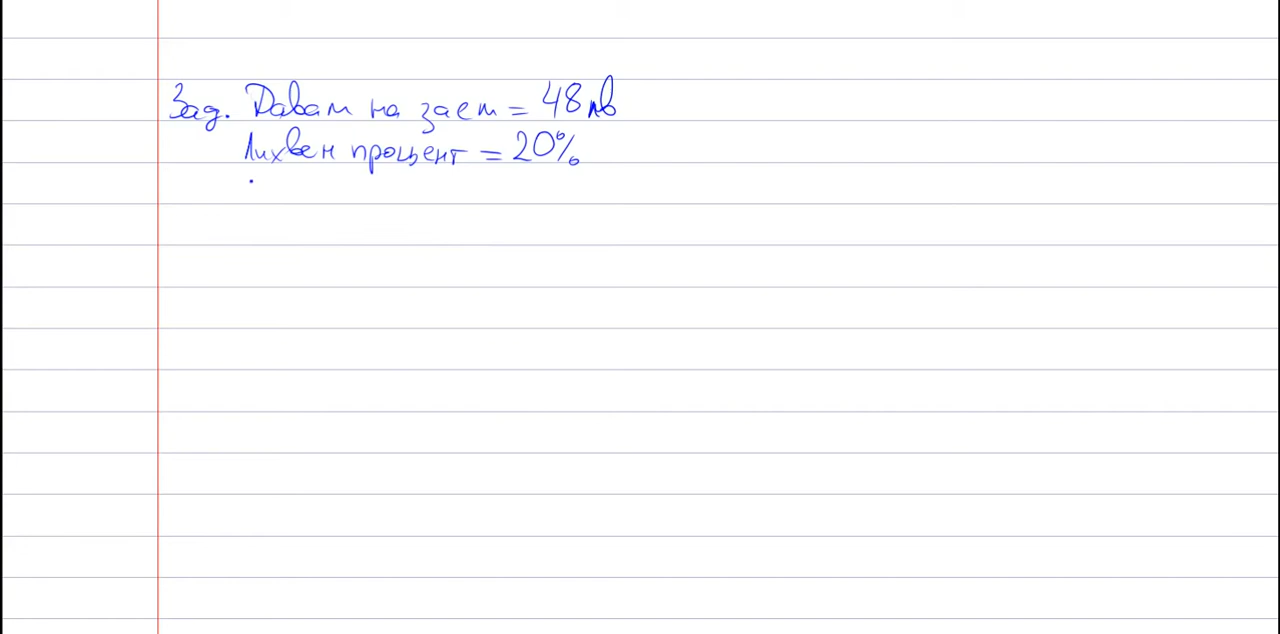 Зад. Давам на заем = 48лв
Лихвен процент = 20%